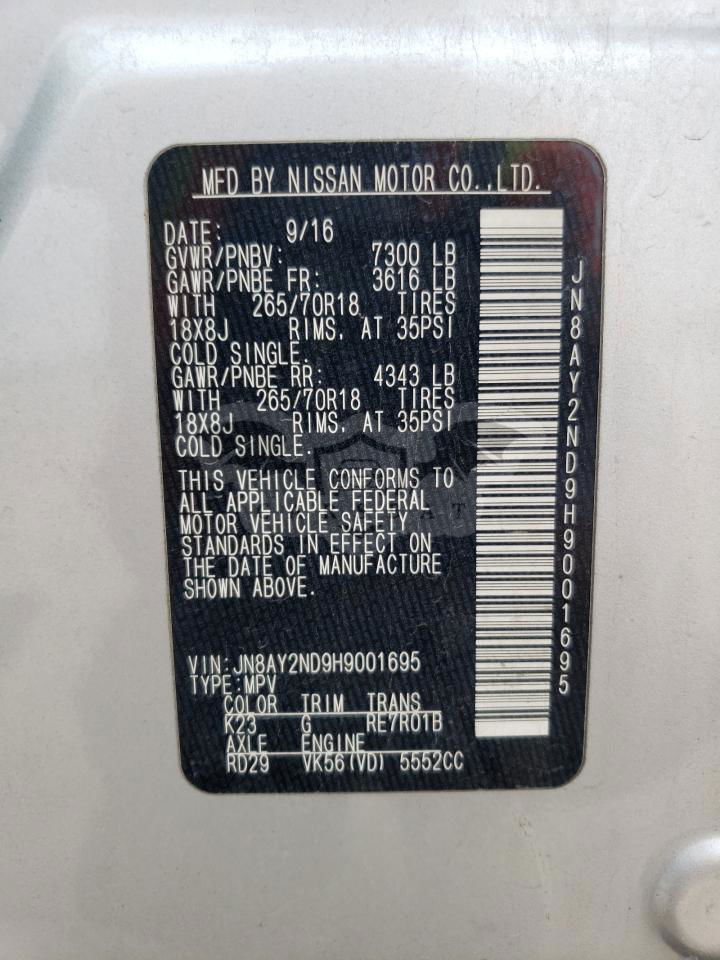 MFD BY NISSAN MOTOR CO.,LTD.
DATE: 9/16
GVWR/PNBV: 7300 LB
GAWR/PNBE FR: 3616 LB
WITH 265/70R18 TIRES
18X8J RIMS, AT 35PSI
COLD SINGLE.
GAWR/PNBE RR: 4343 LB
WITH 265/70R18 TIRES
18X8J RIMS, AT 35PSI
COLD SINGLE.
THIS VEHICLE CONFORMS TO
ALL APPLICABLE FEDERAL
MOTOR VEHICLE SAFETY
STANDARDS IN EFFECT ON
THE DATE OF MANUFACTURE
SHOWN ABOVE.
VIN:JN8AY2ND9H9001695
TYPE:MPV
COLOR TRIM TRANS
K23 G RE7R01B
AXLE ENGINE
RD29 VK56(VD) 5552CC
JN8AY2ND9H9001695